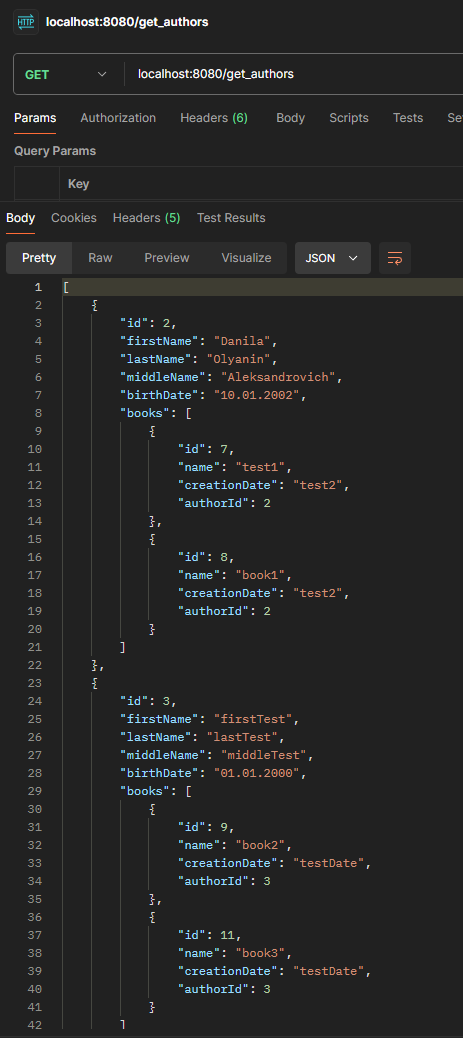 HTTP localhost:8080/get_authors
GET localhost:8080/get_authors
Params Authorization Headers (6) Body Scripts Tests Se
Query Params
Key
Body Cookies Headers (5) Test Results
Pretty Raw Preview Visualize JSON
1 [
2 {
3 "id": 2,
4 "firstName": "Danila",
5 "lastName": "Olyanin",
6 "middleName": "Aleksandrovich",
7 "birthDate": "10.01.2002",
8 "books": [
9 {
10 "id": 7,
11 "name": "test1",
12 "creationDate": "test2",
13 "authorId": 2
14 },
15 {
16 "id": 8,
17 "name": "book1",
18 "creationDate": "test2",
19 "authorId": 2
20 }
21 ]
22 },
23 {
24 "id": 3,
25 "firstName": "firstTest",
26 "lastName": "lastTest",
27 "middleName": "middleTest",
28 "birthDate": "01.01.2000",
29 "books": [
30 {
31 "id": 9,
32 "name": "book2",
33 "creationDate": "testDate",
34 "authorId": 3
35 },
36 {
37 "id": 11,
38 "name": "book3",
39 "creationDate": "testDate",
40 "authorId": 3
41 }
42 ]